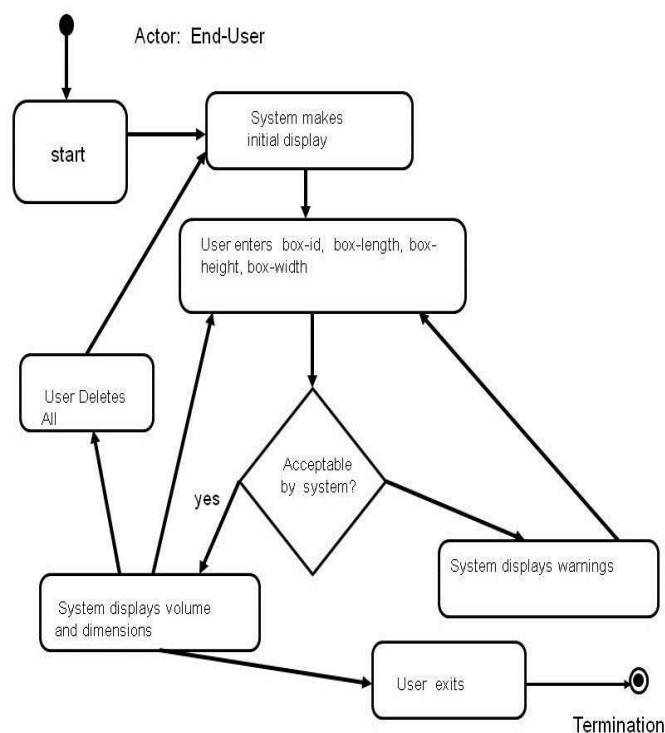 Actor: End-User
start
System makes
initial display
User enters box-id, box-length, box-
height, box-width
User Deletes
All
Acceptable
by system?
yes
System displays warnings
System displays volume
and dimensions
User exits
Termination